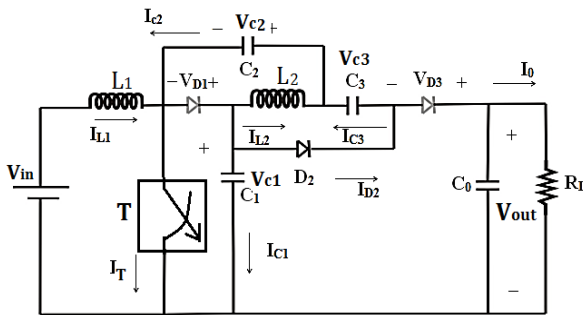 Ic2
− Vc2 +
C2
L1
− VD1 +
L2
Vc3
C3
− VD3 +
I0
IL1
+
IL2
IC3
D2
ID2
Vin
T
Vc1
C1
IT
IC1
C0
+
Vout
−
RL